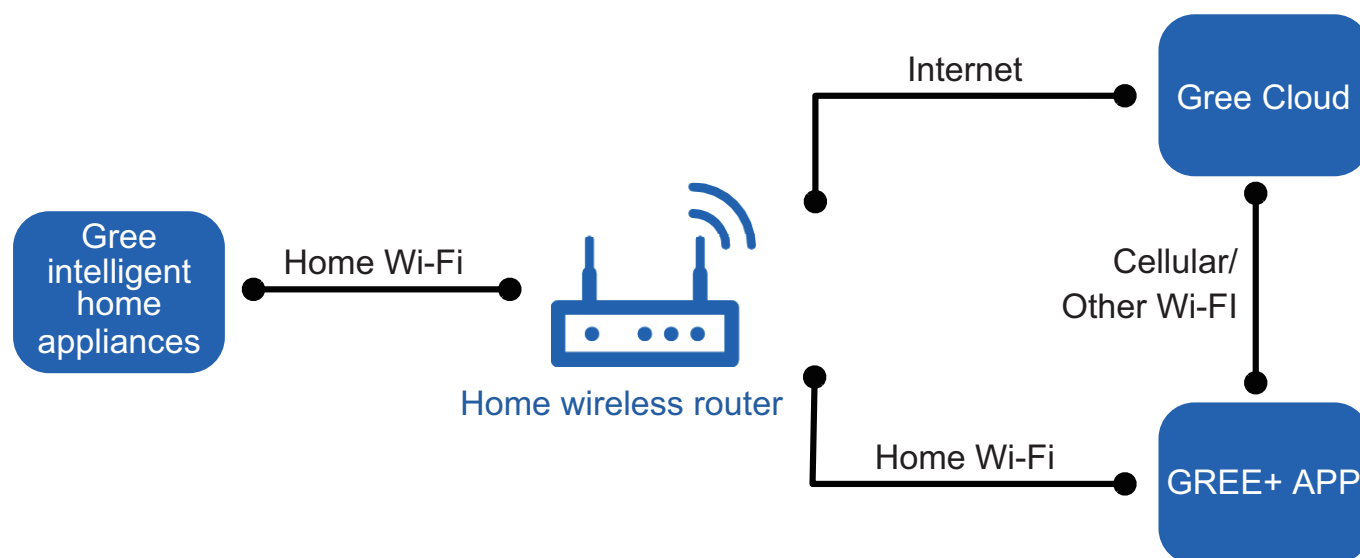 Internet
Gree Cloud
Gree
intelligent
home
appliances
Home Wi-Fi
Cellular/
Other Wi-FI
Home wireless router
Home Wi-Fi
GREE+ APP